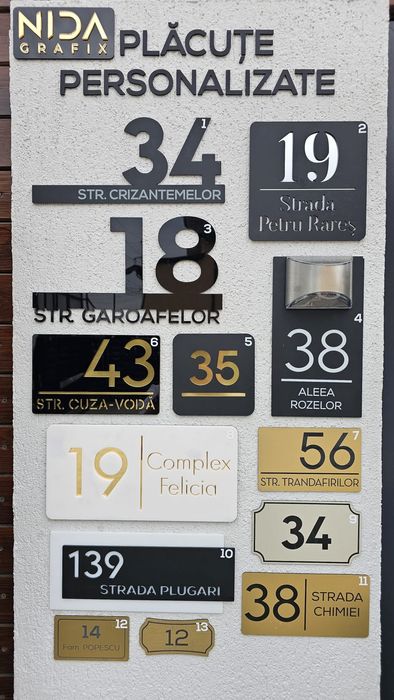 NIDA
GRAFIX
PLĂCUȚE
PERSONALIZATE
1
34
STR. CRIZANTEMELOR
2
19
Strada
Petru Rareș
3
18
STR. GAROAFELOR
4
38
ALEEA
ROZELOR
6
43
STR. CUZA-VODĂ
5
35
8
19
Complex
Felicia
7
56
STR. TRANDAFIRILOR
9
34
10
139
STRADA PLUGARI
11
38
STRADA
CHIMIEI
12
14
Fam. POPESCU
13
12